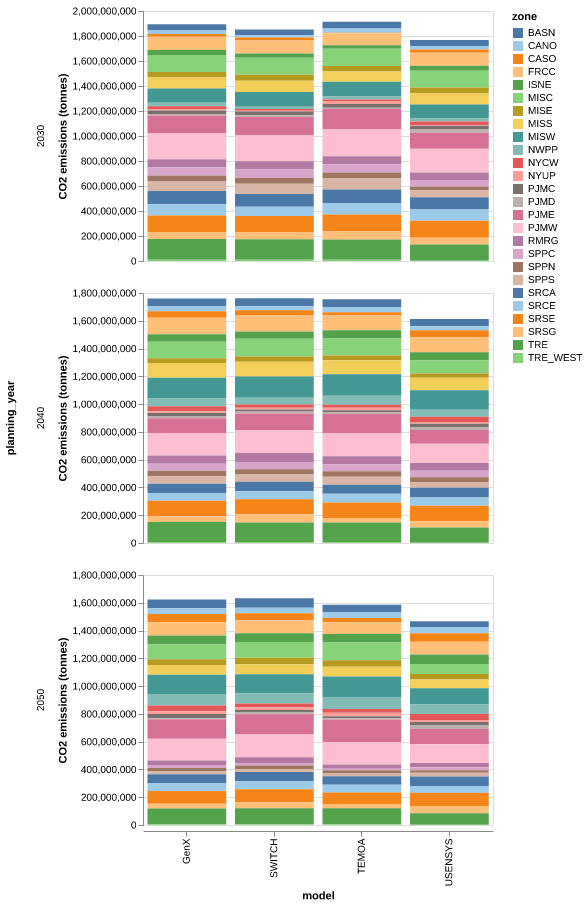 planning_year
2030
CO2 emissions (tonnes)
2,000,000,000
1,800,000,000
1,600,000,000
1,400,000,000
1,200,000,000
1,000,000,000
800,000,000
600,000,000
400,000,000
200,000,000
0
2040
CO2 emissions (tonnes)
1,800,000,000
1,600,000,000
1,400,000,000
1,200,000,000
1,000,000,000
800,000,000
600,000,000
400,000,000
200,000,000
0
2050
CO2 emissions (tonnes)
1,800,000,000
1,600,000,000
1,400,000,000
1,200,000,000
1,000,000,000
800,000,000
600,000,000
400,000,000
200,000,000
0
GenX
SWITCH
TEMOA
USENSYS
model
zone
BASN
CANO
CASO
FRCC
ISNE
MISC
MISE
MISS
MISW
NWPP
NYCW
NYUP
PJMC
PJMD
PJME
PJMW
RMRG
SPPC
SPPN
SPPS
SRCA
SRCE
SRSE
SRSG
TRE
TRE_WEST